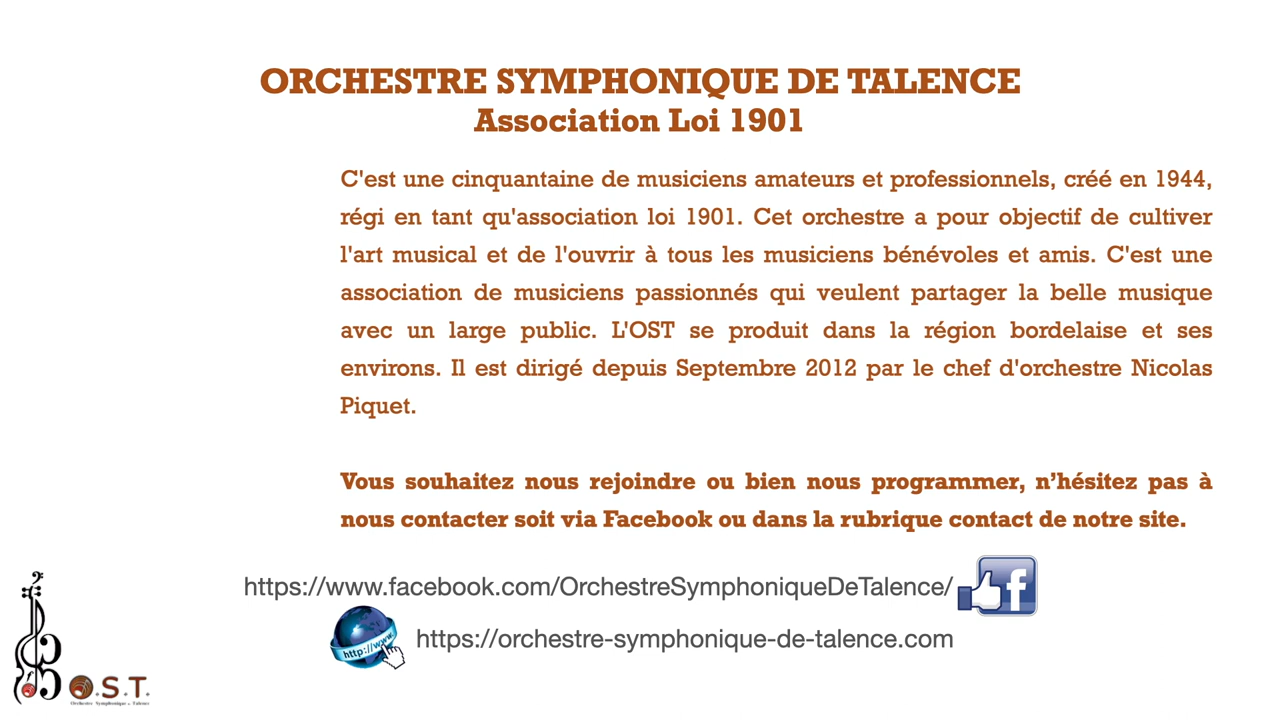 ORCHESTRE SYMPHONIQUE DE TALENCE
Association Loi 1901
C'est une cinquantaine de musiciens amateurs et professionnels, créé en 1944,
régi en tant qu'association loi 1901. Cet orchestre a pour objectif de cultiver
l'art musical et de l'ouvrir à tous les musiciens bénévoles et amis. C'est une
association de musiciens passionnés qui veulent partager la belle musique
avec un large public. L'OST se produit dans la région bordelaise et ses
environs. Il est dirigé depuis Septembre 2012 par le chef d'orchestre Nicolas
Piquet.
Vous souhaitez nous rejoindre ou bien nous programmer, n’hésitez pas à
nous contacter soit via Facebook ou dans la rubrique contact de notre site.
https://www.facebook.com/OrchestreSymphoniqueDeTalence/
f
http://www.
https://orchestre-symphonique-de-talence.com
O.S.T.
Orchestre Symphonique de Talence